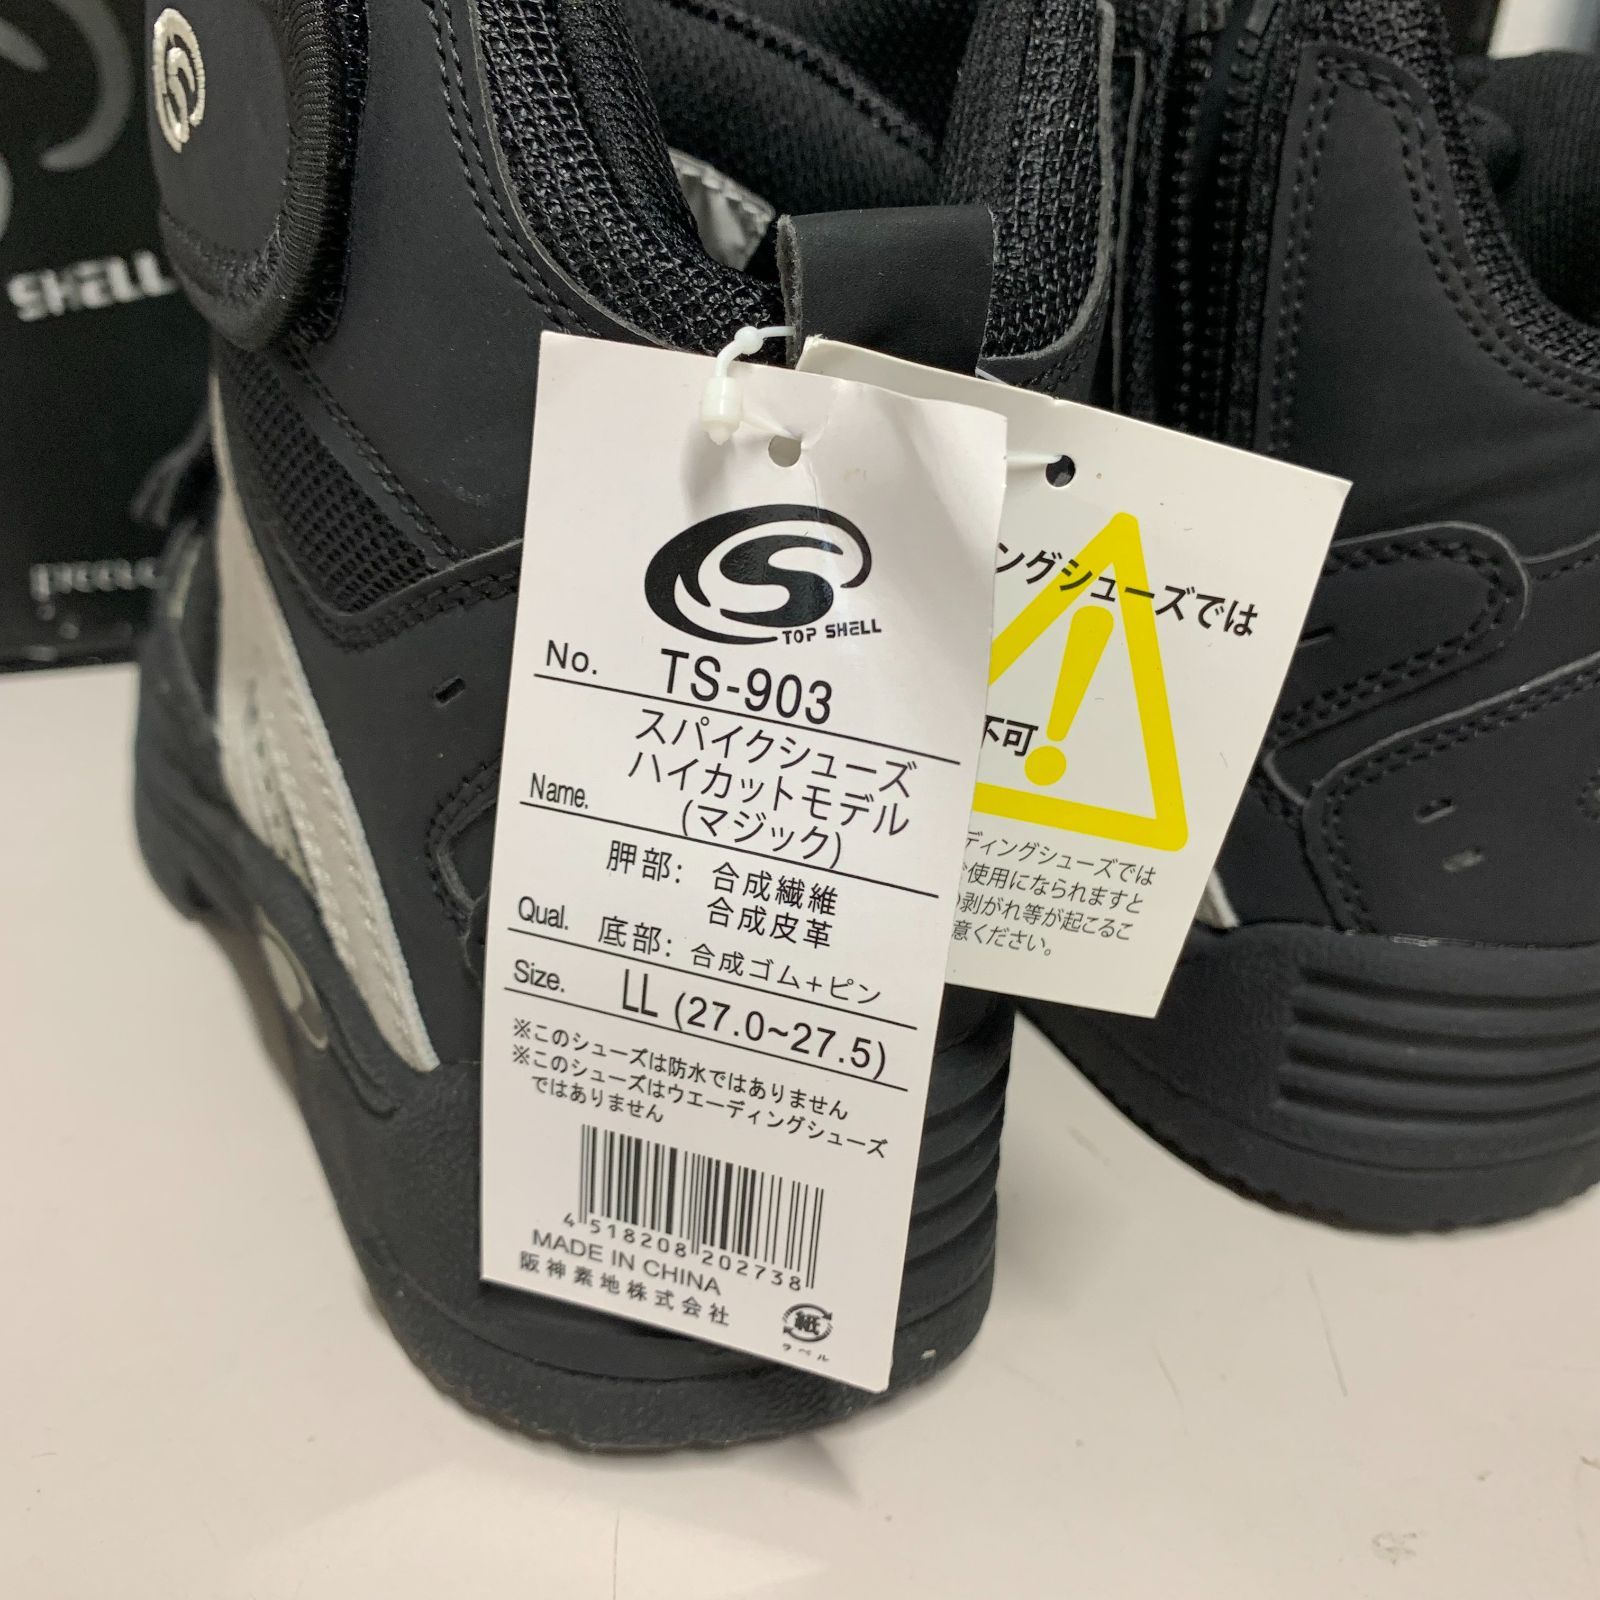 SHELL
TOP SHELL
No. TS-903
スパイクシューズ
ハイカットモデル
Name. (マジック)
胛部: 合成繊維
合成皮革
Qual. 底部: 合成ゴム+ピン
Size. LL (27.0~27.5)
※このシューズは防水ではありません
※このシューズはウエーディングシューズ
ではありません
4 518208 202738
MADE IN CHINA
阪神素地株式会社
紙
ラベル
ングシューズでは
不可
ディングシューズでは
使用になられますと
剥がれ等が起こるこ
意ください。